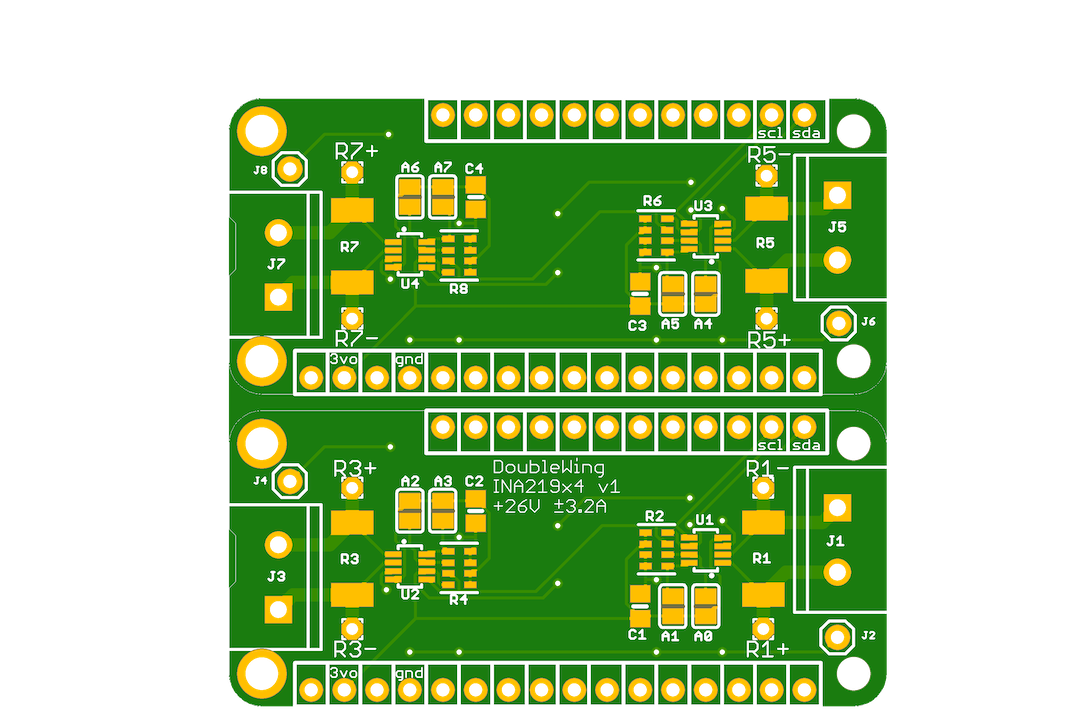 scl sda
R7+
R5-
J8
A6 A7 C4
R6 U3
J5
R7
R5
J7
U4
R8
C3 A5 A4
J6
R7-
R5+
3vo gnd
scl sda
DoubleWing
INA219x4 v1
+26V ±3.2A
R3+
R1-
J4
A2 A3 C2
R2 U1
J1
R3
R1
J3
U2
R4
C1 A1 A0
J2
R3-
R1+
3vo gnd